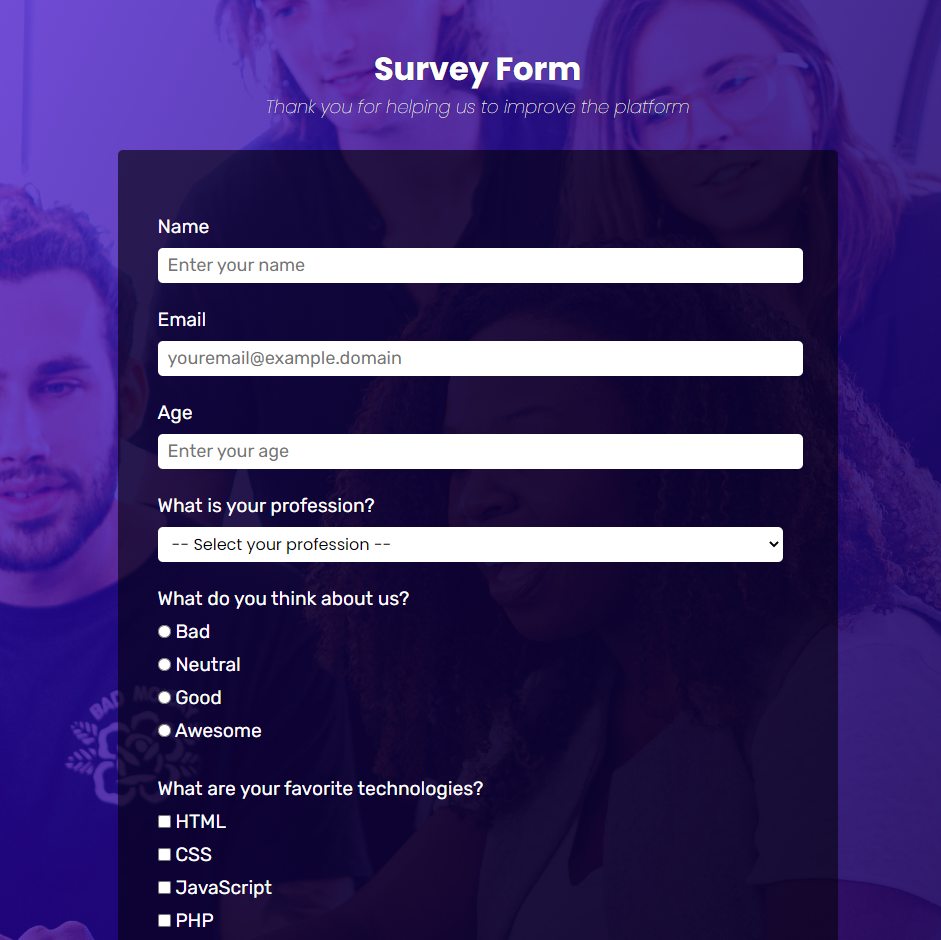 Survey Form
Thank you for helping us to improve the platform
Name
Enter your name
Email
youremail@example.domain
Age
Enter your age
What is your profession?
-- Select your profession --
What do you think about us?
Bad
Neutral
Good
BAD MO
Awesome
What are your favorite technologies?
HTML
CSS
JavaScript
PHP